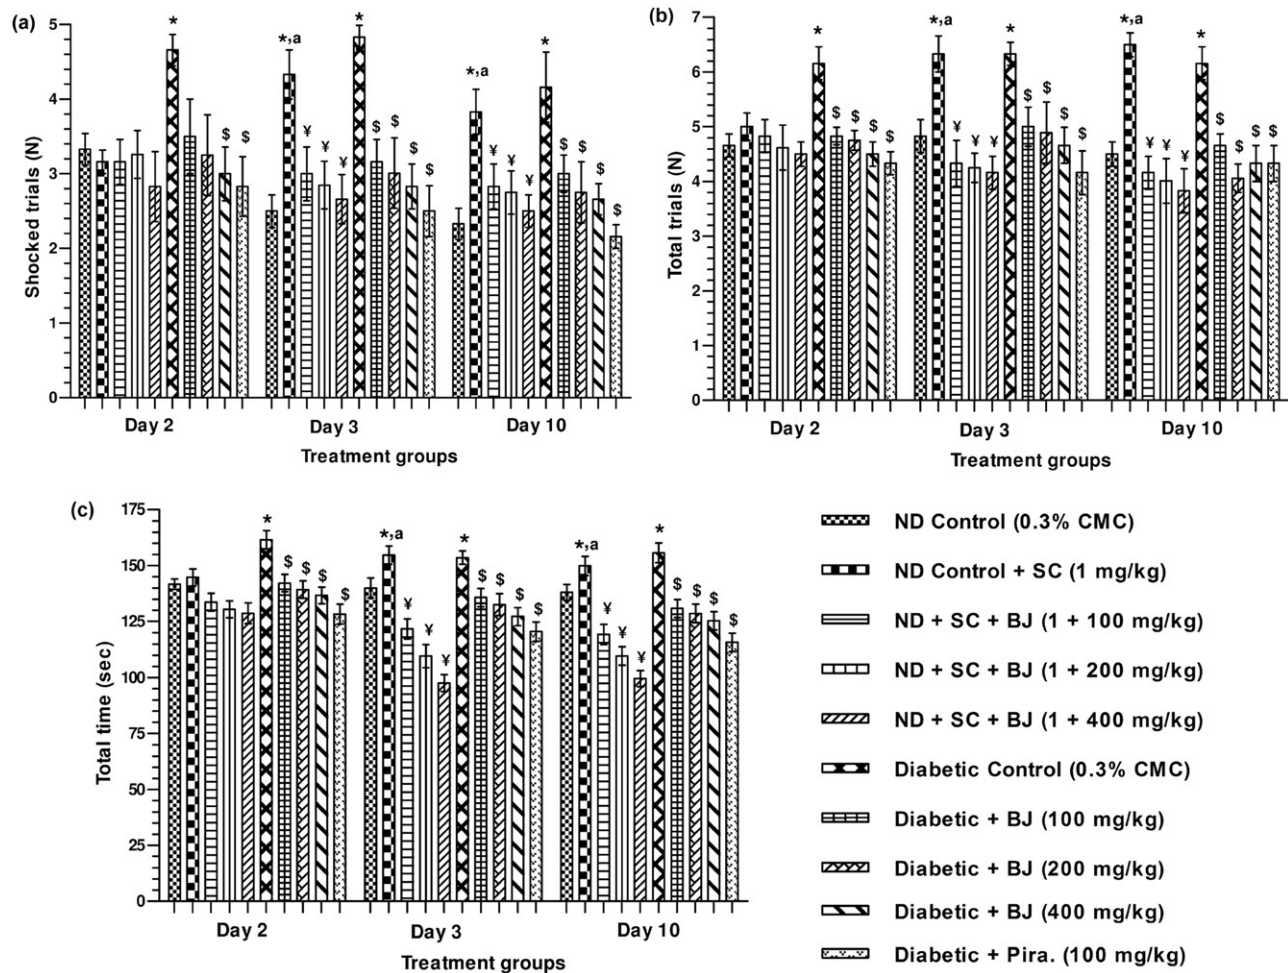 (a)
Shocked trials (N)
5
4
3
2
1
0
*
*,a
¥
¥
¥
*
$
$
$
$
$
$
*,a
¥
¥
¥
*
$
$
$
$
Day 2
Day 3
Day 10
Treatment groups
(b)
Total trials (N)
7
6
5
4
3
2
1
0
*
$
$
$
$
*,a
¥
¥
¥
*
$
$
$
$
*,a
¥
¥
¥
*
$
$
$
$
Day 2
Day 3
Day 10
Treatment groups
(c)
Total time (sec)
175
150
125
100
75
50
25
0
*
$
$
$
$
*,a
¥
¥
¥
*
$
$
$
$
*,a
¥
¥
¥
*
$
$
$
$
Day 2
Day 3
Day 10
Treatment groups
ND Control (0.3% CMC)
ND Control + SC (1 mg/kg)
ND + SC + BJ (1 + 100 mg/kg)
ND + SC + BJ (1 + 200 mg/kg)
ND + SC + BJ (1 + 400 mg/kg)
Diabetic Control (0.3% CMC)
Diabetic + BJ (100 mg/kg)
Diabetic + BJ (200 mg/kg)
Diabetic + BJ (400 mg/kg)
Diabetic + Pira. (100 mg/kg)